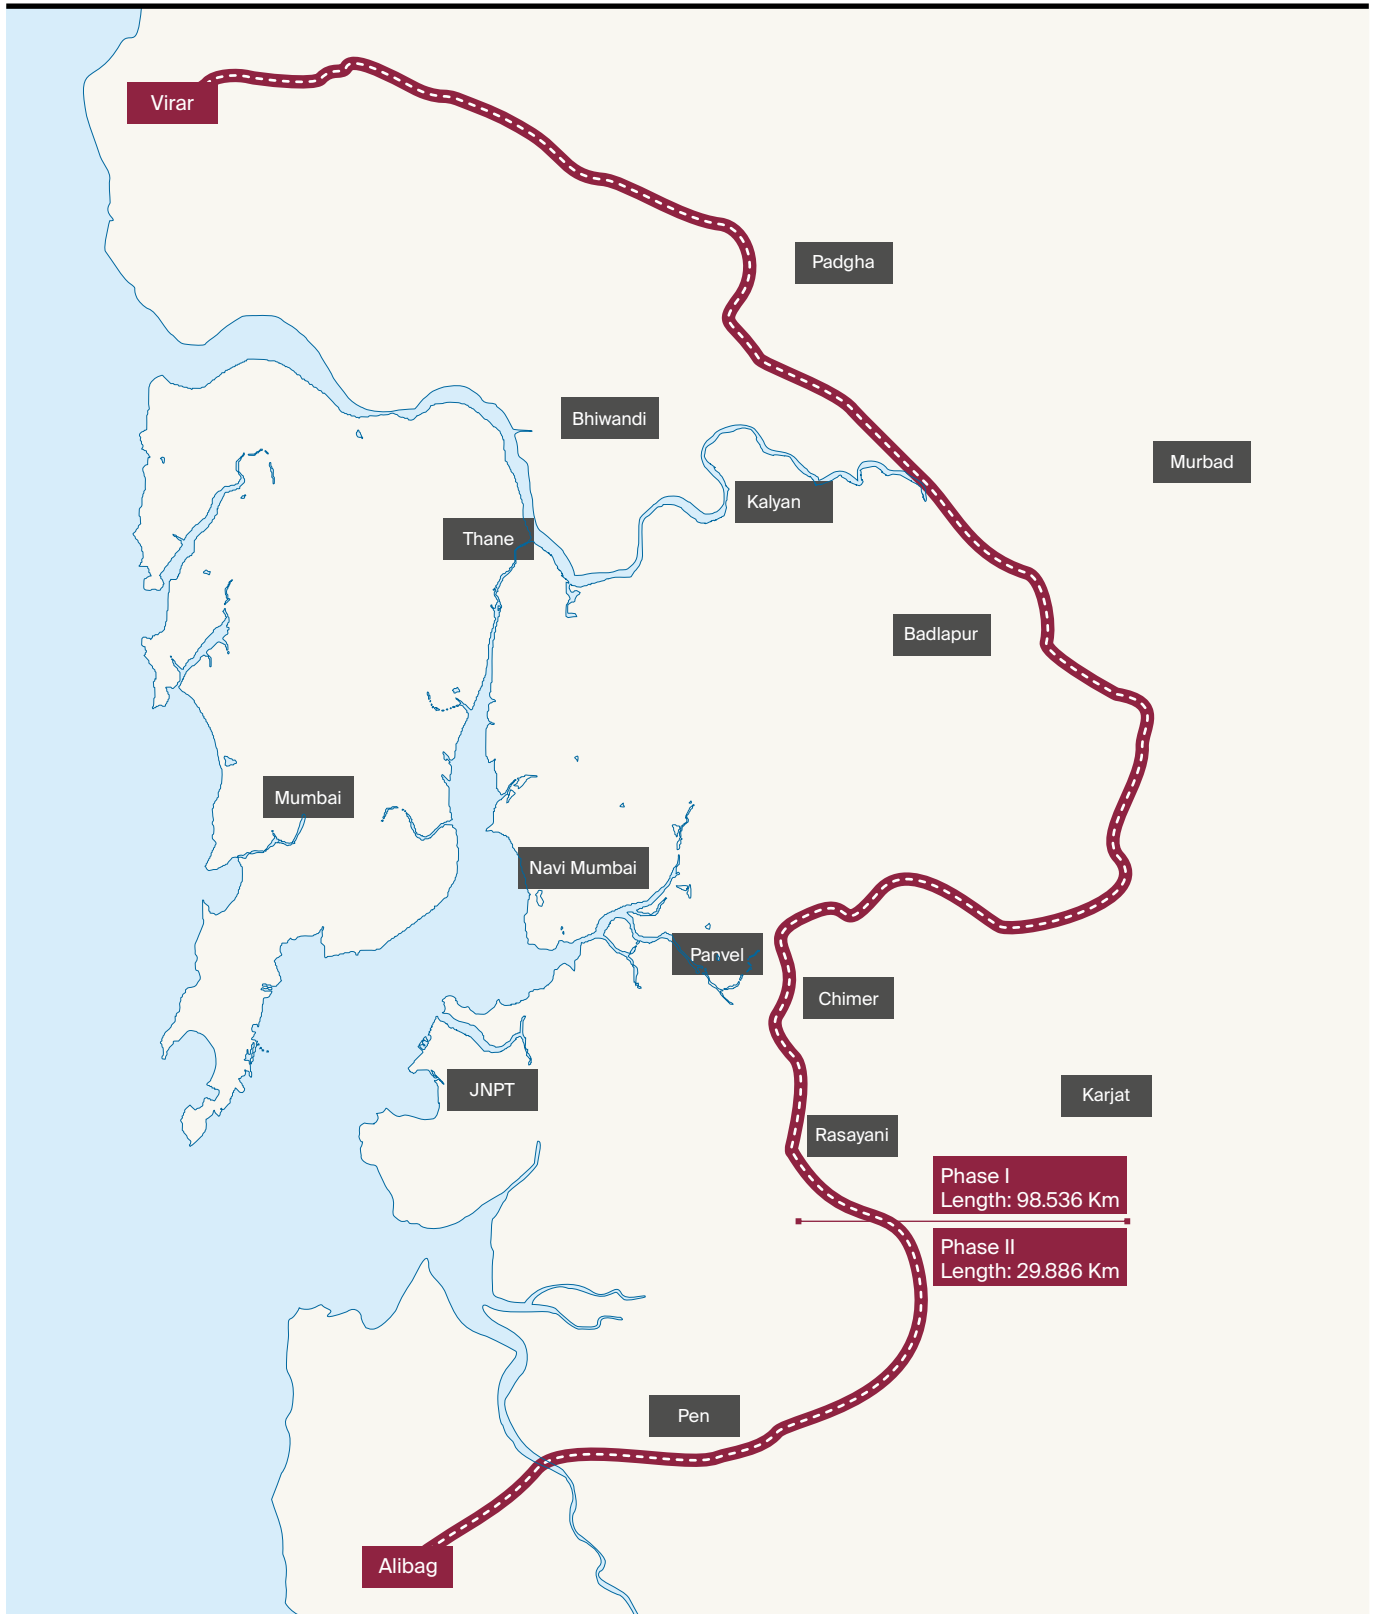 Virar
Padgha
Bhiwandi
Murbad
Kalyan
Thane
Badlapur
Mumbai
Navi Mumbai
Panvel
Chimer
JNPT
Karjat
Rasayani
Phase I
Length: 98.536 Km
Phase II
Length: 29.886 Km
Pen
Alibag